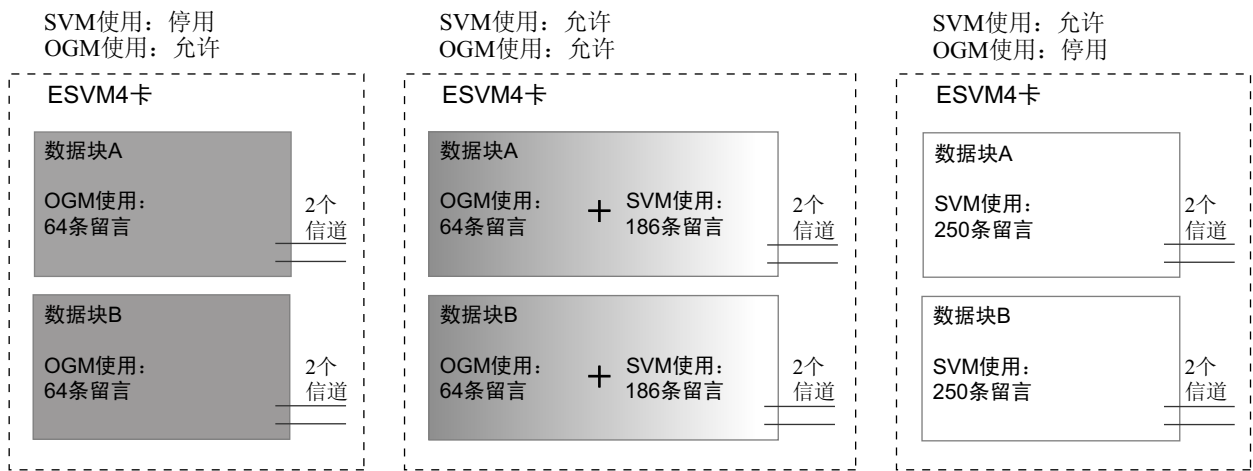 SVM使用：停用
OGM使用：允许
ESVM4卡
数据块A
OGM使用：
64条留言
2个
信道
数据块B
OGM使用：
64条留言
2个
信道
SVM使用：允许
OGM使用：允许
ESVM4卡
数据块A
OGM使用：
64条留言
+
SVM使用：
186条留言
2个
信道
数据块B
OGM使用：
64条留言
+
SVM使用：
186条留言
2个
信道
SVM使用：允许
OGM使用：停用
ESVM4卡
数据块A
SVM使用：
250条留言
2个
信道
数据块B
SVM使用：
250条留言
2个
信道